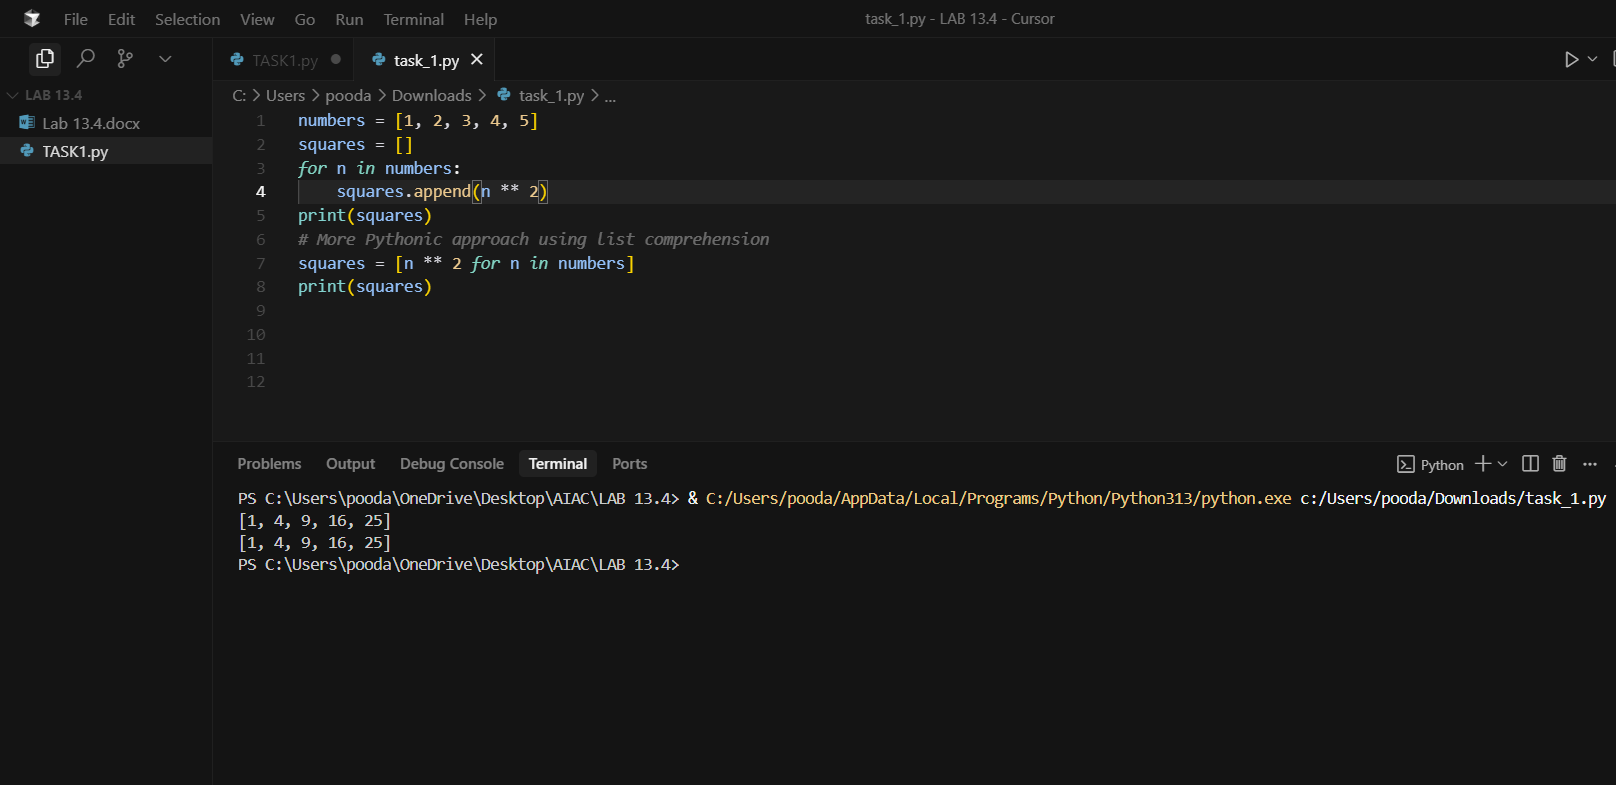 File Edit Selection View Go Run Terminal Help
task_1.py - LAB 13.4 - Cursor
LAB 13.4
Lab 13.4.docx
TASK1.py
TASK1.py
task_1.py
C: > Users > pooda > Downloads > task_1.py > ...
1 numbers = [1, 2, 3, 4, 5]
2 squares = []
3 for n in numbers:
4     squares.append(n ** 2)
5 print(squares)
6 # More Pythonic approach using list comprehension
7 squares = [n ** 2 for n in numbers]
8 print(squares)
9
10
11
12
Problems Output Debug Console Terminal Ports
Python
PS C:\Users\pooda\OneDrive\Desktop\AIAC\LAB 13.4> & C:/Users/pooda/AppData/Local/Programs/Python/Python313/python.exe c:/Users/pooda/Downloads/task_1.py
[1, 4, 9, 16, 25]
[1, 4, 9, 16, 25]
PS C:\Users\pooda\OneDrive\Desktop\AIAC\LAB 13.4>